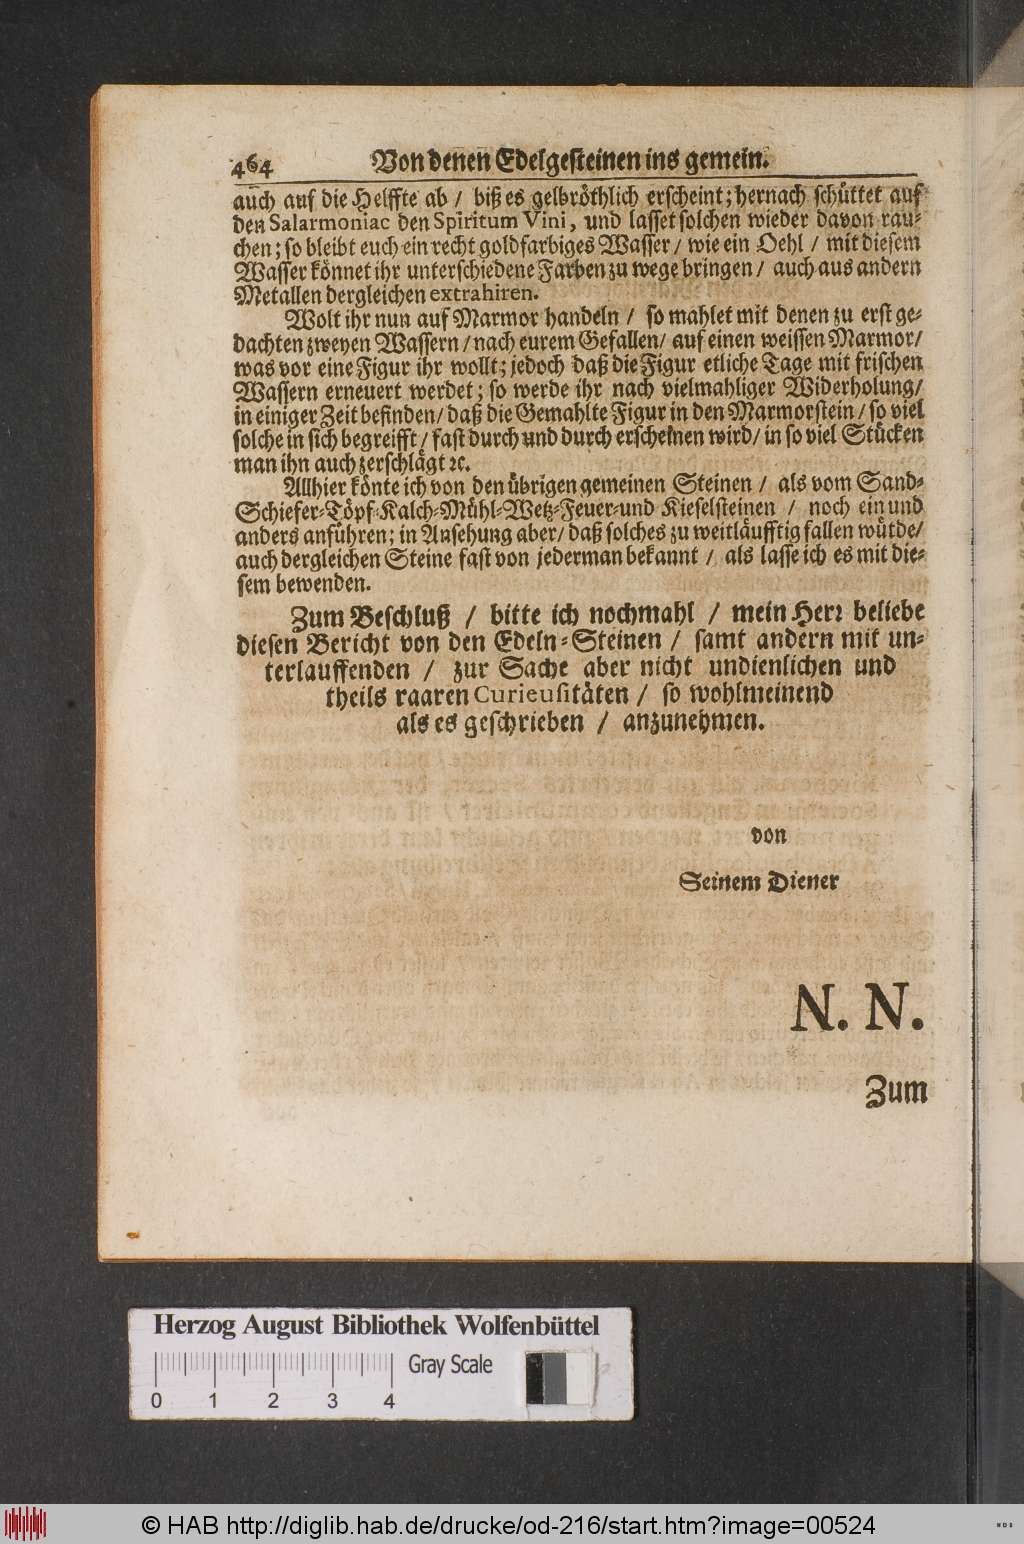 464 Von denen Edelgesteinen ins gemein.
auch auf die Helffte ab / biß es gelbröthlich erscheint; hernach schüttet auf
den Salarmoniac den Spiritum Vini, und lasset solchen wieder davon rau-
chen; so bleibt euch ein recht goldfarbiges Wasser / wie ein Oehl / mit diesem
Wasser könnet ihr unterschiedene Farben zu wege bringen / auch aus andern
Metallen dergleichen extrahiren.
Wolt ihr nun auf Marmor handeln / so mahlet mit denen zu erst ge-
dachten zweyen Wassern / nach eurem Gefallen / auf einen weissen Marmor /
was vor eine Figur ihr wollt; jedoch daß die Figur etliche Tage mit frischen
Wassern erneuert werdet; so werde ihr nach vielmahliger Widerholung /
in einiger Zeit befinden / daß die Gemahlte Figur in den Marmorstein / so viel
solche in sich begreifft / fast durch und durch erscheinen wird / in so viel Stücken
man ihn auch zerschlägt ꝛc.
Allhier könte ich von den übrigen gemeinen Steinen / als vom Sand-
Schiefer-Töpf-Kalch-Mühl-Wetz-Feuer-und Kieselsteinen / noch ein und
anders anführen; in Ansehung aber / daß solches zu weitläufftig fallen würde /
auch dergleichen Steine fast von jederman bekannt / als lasse ich es mit die-
sem bewenden.
Zum Beschluß / bitte ich nochmahl / mein Herr beliebe
diesen Bericht von den Edeln-Steinen / samt andern mit un-
terlauffenden / zur Sache aber nicht undienlichen und
theils raaren Curieusitäten / so wohlmeinend
als es geschrieben / anzunehmen.
von
Seinem Diener
N. N.
Zum
Herzog August Bibliothek Wolfenbüttel
Gray Scale
0 1 2 3 4
© HAB http://diglib.hab.de/drucke/od-216/start.htm?image=00524